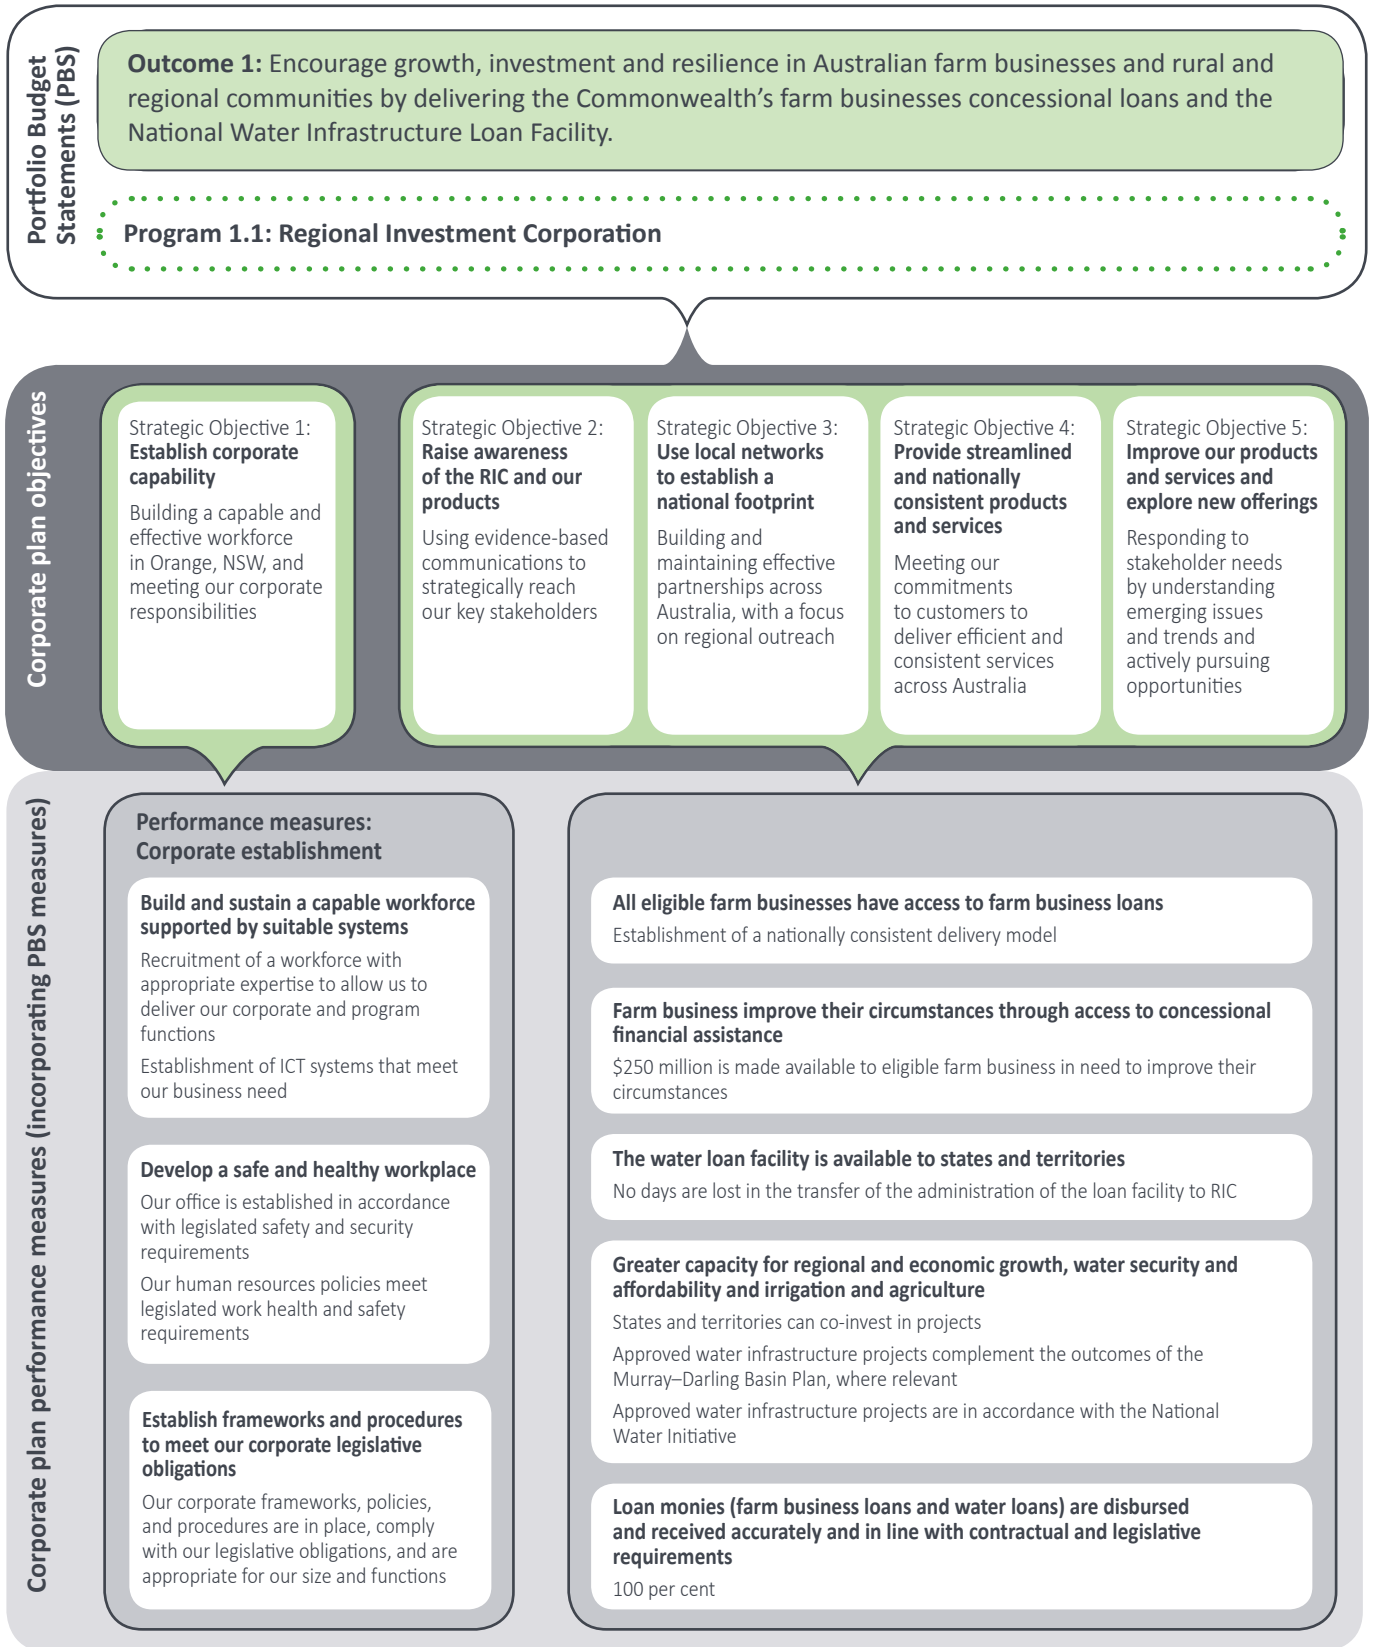 Portfolio Budget
Statements (PBS)
Outcome 1: Encourage growth, investment and resilience in Australian farm businesses and rural and
regional communities by delivering the Commonwealth’s farm businesses concessional loans and the
National Water Infrastructure Loan Facility.
Program 1.1: Regional Investment Corporation
Corporate plan objectives
Strategic Objective 1:
Establish corporate
capability
Building a capable and
effective workforce
in Orange, NSW, and
meeting our corporate
responsibilities
Strategic Objective 2:
Raise awareness
of the RIC and our
products
Using evidence-based
communications to
strategically reach
our key stakeholders
Strategic Objective 3:
Use local networks
to establish a
national footprint
Building and
maintaining effective
partnerships across
Australia, with a focus
on regional outreach
Strategic Objective 4:
Provide streamlined
and nationally
consistent products
and services
Meeting our
commitments
to customers to
deliver efficient and
consistent services
across Australia
Strategic Objective 5:
Improve our products
and services and
explore new offerings
Responding to
stakeholder needs
by understanding
emerging issues
and trends and
actively pursuing
opportunities
Corporate plan performance measures (incorporating PBS measures)
Performance measures:
Corporate establishment
Build and sustain a capable workforce
supported by suitable systems
Recruitment of a workforce with
appropriate expertise to allow us to
deliver our corporate and program
functions
Establishment of ICT systems that meet
our business need
Develop a safe and healthy workplace
Our office is established in accordance
with legislated safety and security
requirements
Our human resources policies meet
legislated work health and safety
requirements
Establish frameworks and procedures
to meet our corporate legislative
obligations
Our corporate frameworks, policies,
and procedures are in place, comply
with our legislative obligations, and are
appropriate for our size and functions
All eligible farm businesses have access to farm business loans
Establishment of a nationally consistent delivery model
Farm business improve their circumstances through access to concessional
financial assistance
$250 million is made available to eligible farm business in need to improve their
circumstances
The water loan facility is available to states and territories
No days are lost in the transfer of the administration of the loan facility to RIC
Greater capacity for regional and economic growth, water security and
affordability and irrigation and agriculture
States and territories can co-invest in projects
Approved water infrastructure projects complement the outcomes of the
Murray–Darling Basin Plan, where relevant
Approved water infrastructure projects are in accordance with the National
Water Initiative
Loan monies (farm business loans and water loans) are disbursed
and received accurately and in line with contractual and legislative
requirements
100 per cent